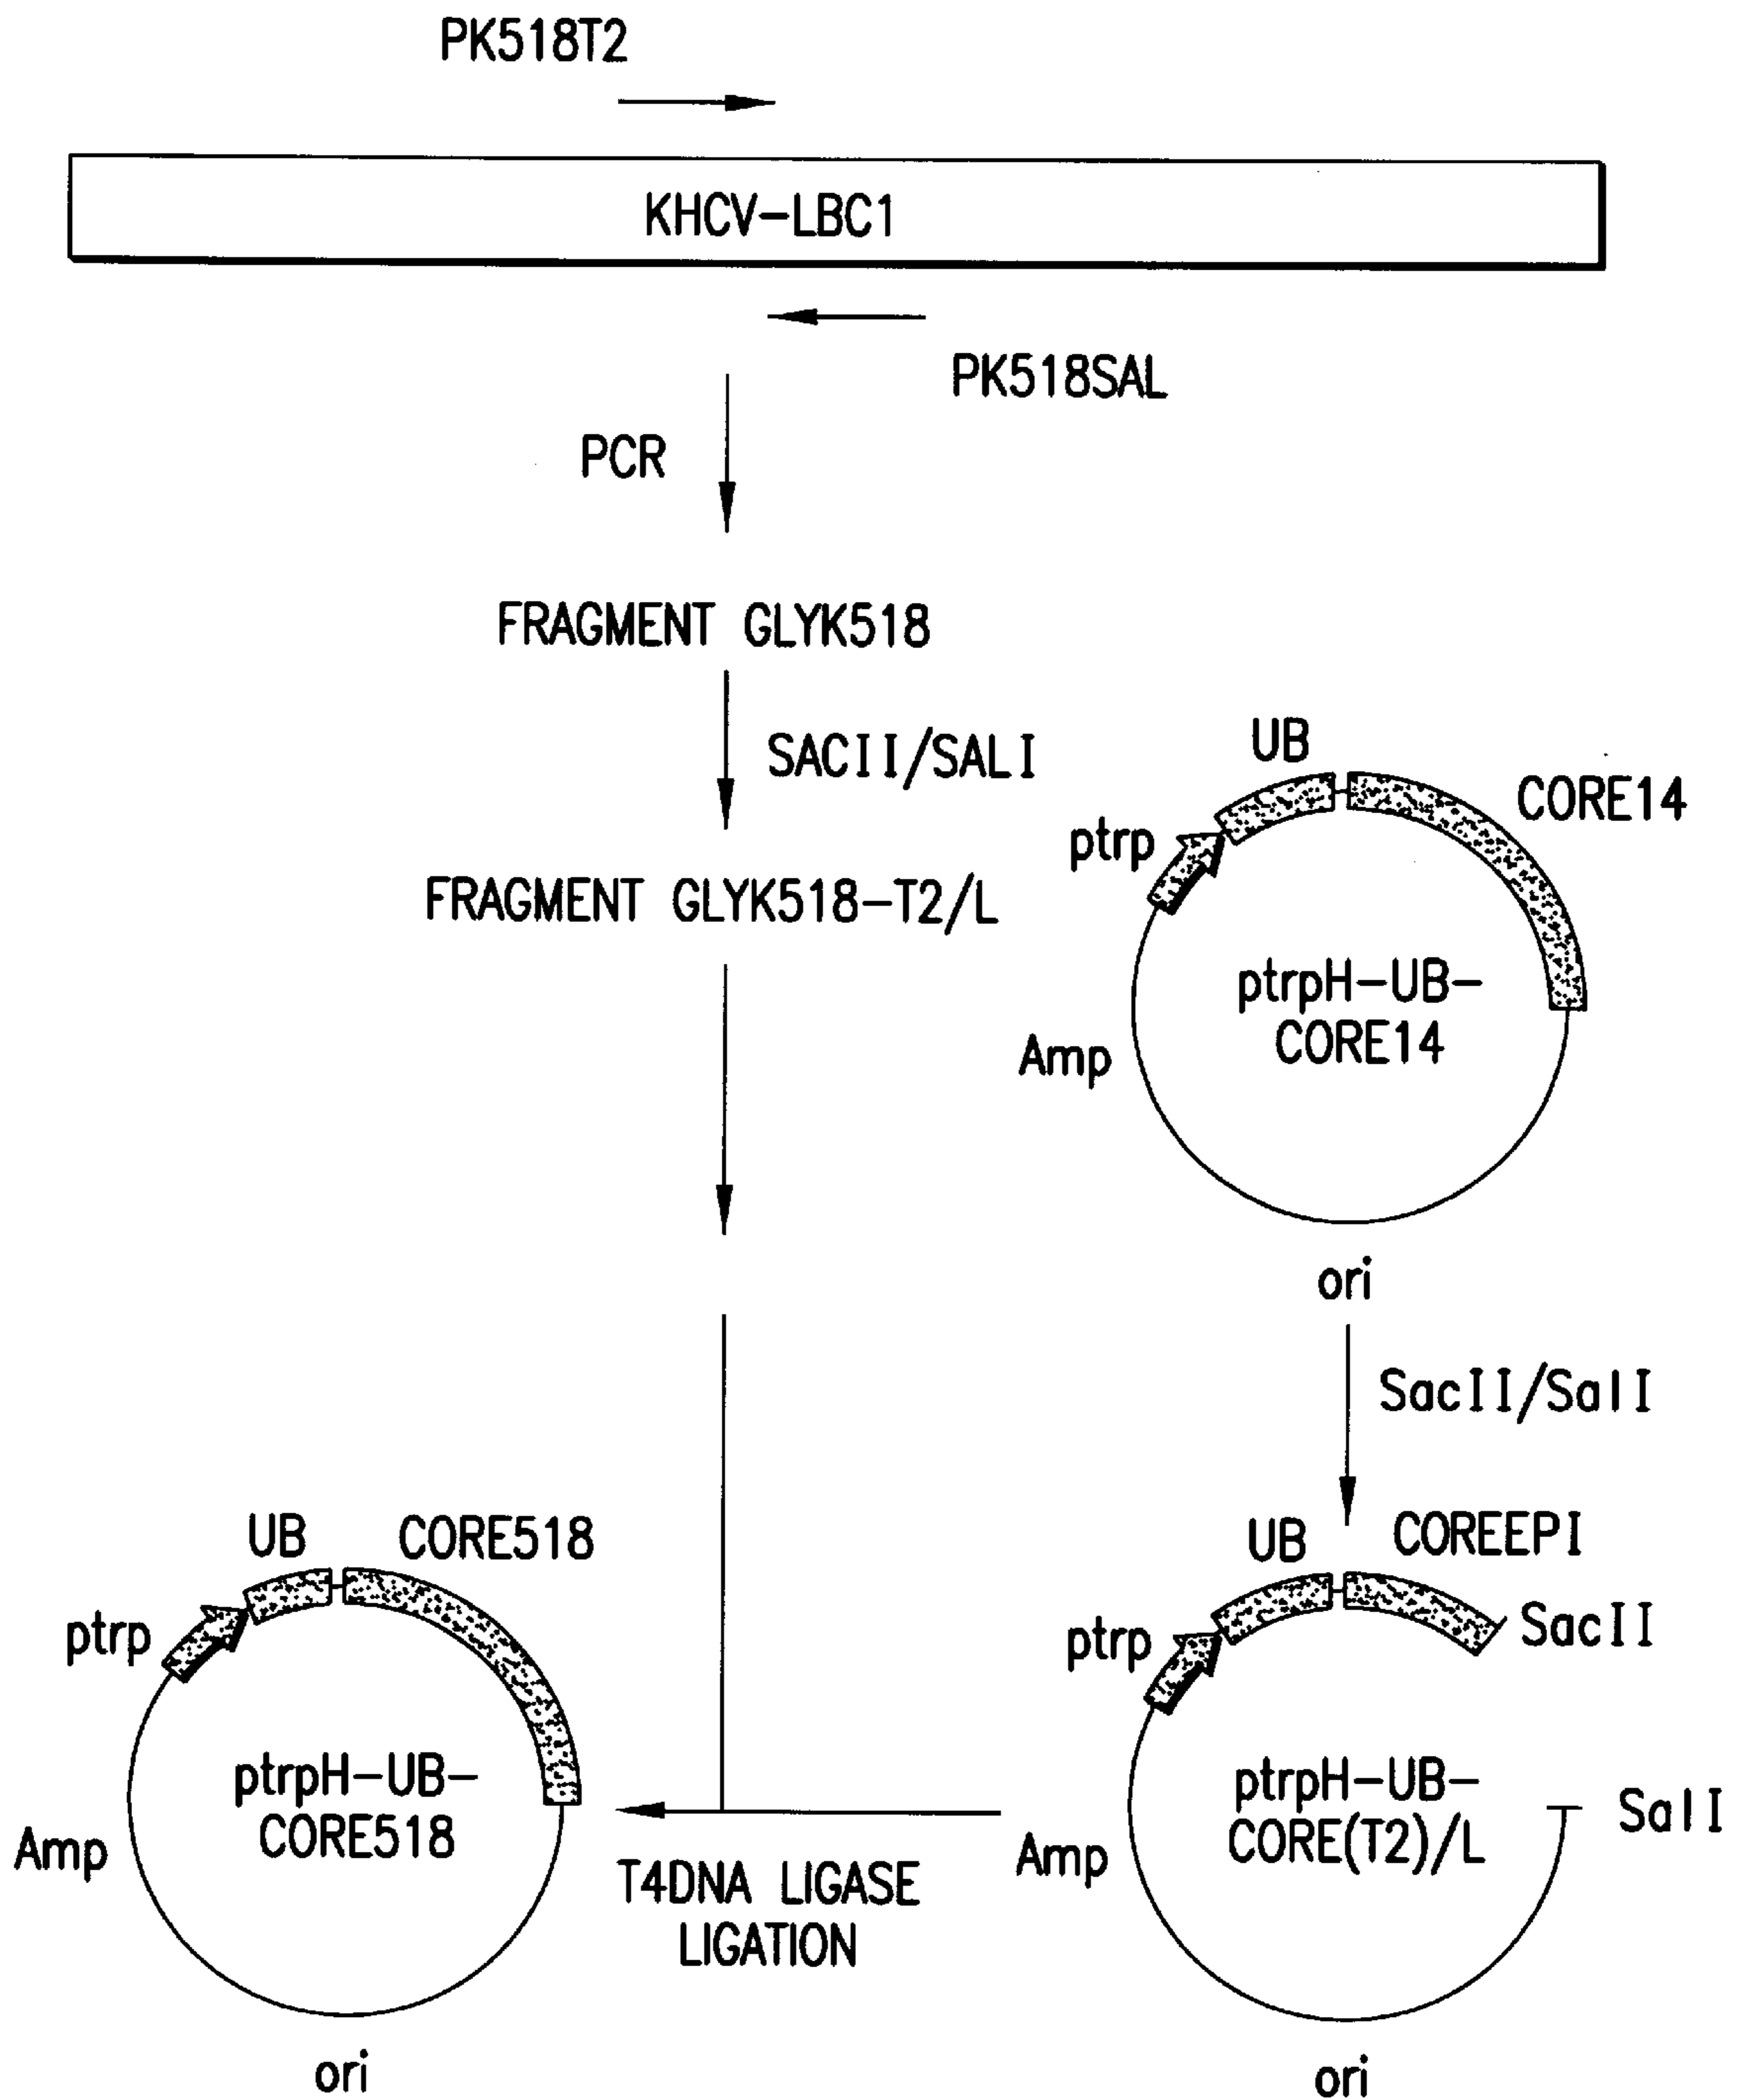 PK518T2
KHCV-LBC1
PK518SAL
PCR
FRAGMENT GLYK518
SACII/SALI
FRAGMENT GLYK518-T2/L
UB
CORE14
ptrp
ptrpH-UB-
CORE14
Amp
ori
SacII/SalI
UB
COREEPI
ptrp
SacII
ptrpH-UB-
CORE(T2)/L
SalI
Amp
ori
T4DNA LIGASE
LIGATION
UB
CORE518
ptrp
ptrpH-UB-
CORE518
Amp
ori